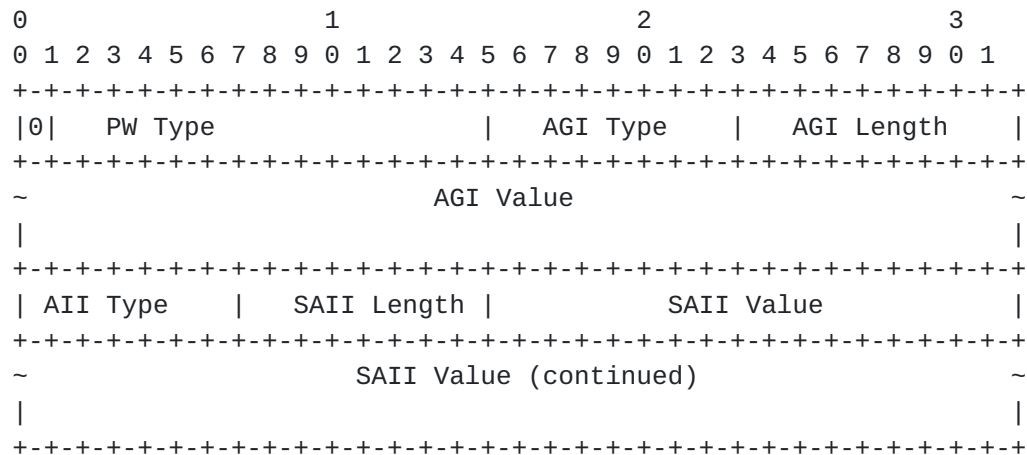 0                   1                   2                   3
0 1 2 3 4 5 6 7 8 9 0 1 2 3 4 5 6 7 8 9 0 1 2 3 4 5 6 7 8 9 0 1
+-+-+-+-+-+-+-+-+-+-+-+-+-+-+-+-+-+-+-+-+-+-+-+-+-+-+-+-+-+-+-+-+
|0|   PW Type                 |   AGI Type    |   AGI Length    |
+-+-+-+-+-+-+-+-+-+-+-+-+-+-+-+-+-+-+-+-+-+-+-+-+-+-+-+-+-+-+-+-+
~                          AGI Value                            ~
|                                                               |
+-+-+-+-+-+-+-+-+-+-+-+-+-+-+-+-+-+-+-+-+-+-+-+-+-+-+-+-+-+-+-+-+
| AII Type    |   SAII Length |           SAII Value            |
+-+-+-+-+-+-+-+-+-+-+-+-+-+-+-+-+-+-+-+-+-+-+-+-+-+-+-+-+-+-+-+-+
~                     SAII Value (continued)                    ~
|                                                               |
+-+-+-+-+-+-+-+-+-+-+-+-+-+-+-+-+-+-+-+-+-+-+-+-+-+-+-+-+-+-+-+-+